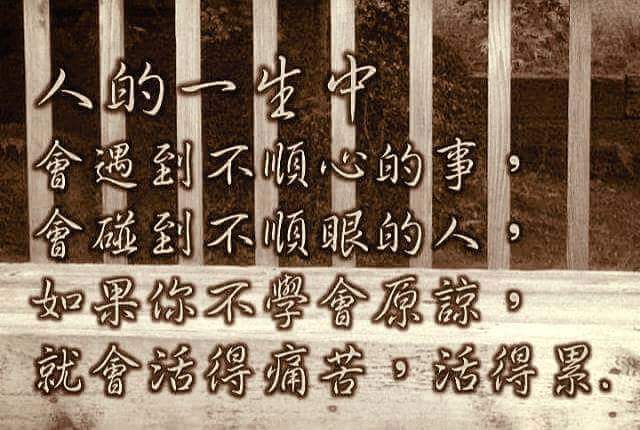 人的一生中
會遇到不順心的事，
會碰到不順眼的人，
如果你不學會原諒，
就會活得痛苦，活得累.